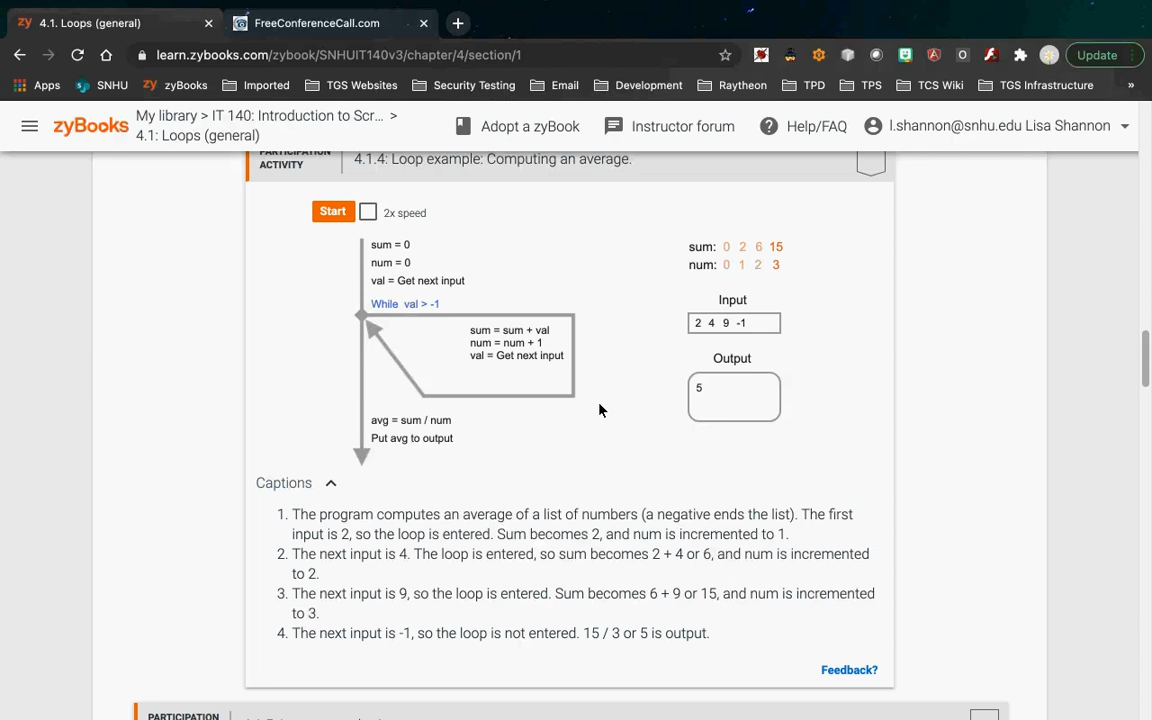 zy 4.1. Loops (general)
FreeConferenceCall.com
learn.zybooks.com/zybook/SNHUIT140v3/chapter/4/section/1
Update
Apps SNHU zy zyBooks Imported TGS Websites Security Testing Email Development Raytheon TPD TPS TCS Wiki TGS Infrastructure »
zyBooks
My library > IT 140: Introduction to Scr... >
4.1: Loops (general)
Adopt a zyBook
Instructor forum
Help/FAQ
l.shannon@snhu.edu Lisa Shannon
PARTICIPATION
ACTIVITY
4.1.4: Loop example: Computing an average.
Start
2x speed
sum = 0
num = 0
val = Get next input
While val > -1
sum = sum + val
num = num + 1
val = Get next input
avg = sum / num
Put avg to output
sum: 0 2 6 15
num: 0 1 2 3
Input
2 4 9 -1
Output
5
Captions
1. The program computes an average of a list of numbers (a negative ends the list). The first
input is 2, so the loop is entered. Sum becomes 2, and num is incremented to 1.
2. The next input is 4. The loop is entered, so sum becomes 2 + 4 or 6, and num is incremented
to 2.
3. The next input is 9, so the loop is entered. Sum becomes 6 + 9 or 15, and num is incremented
to 3.
4. The next input is -1, so the loop is not entered. 15 / 3 or 5 is output.
Feedback?
PARTICIPATION